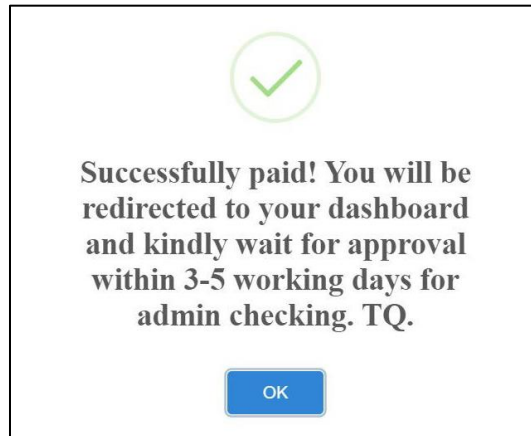 Successfully paid! You will be
redirected to your dashboard
and kindly wait for approval
within 3-5 working days for
admin checking. TQ.
OK